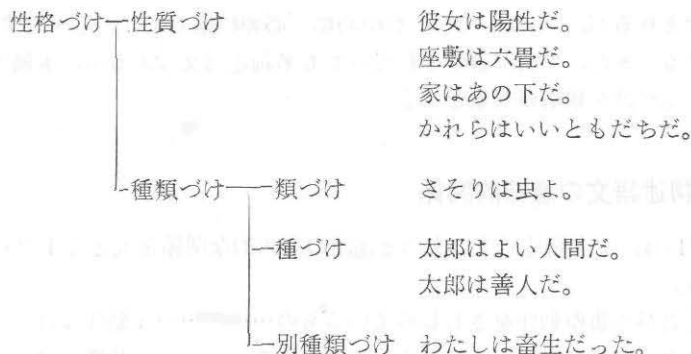 性格づけ 性質づけ 彼女は陽性だ。
座敷は六畳だ。
家はあの下だ。
かれらはいいともだちだ。
種類づけ 類づけ さそりは虫よ。
種づけ 太郎はよい人間だ。
太郎は善人だ。
別種類づけ わたしは畜生だった。